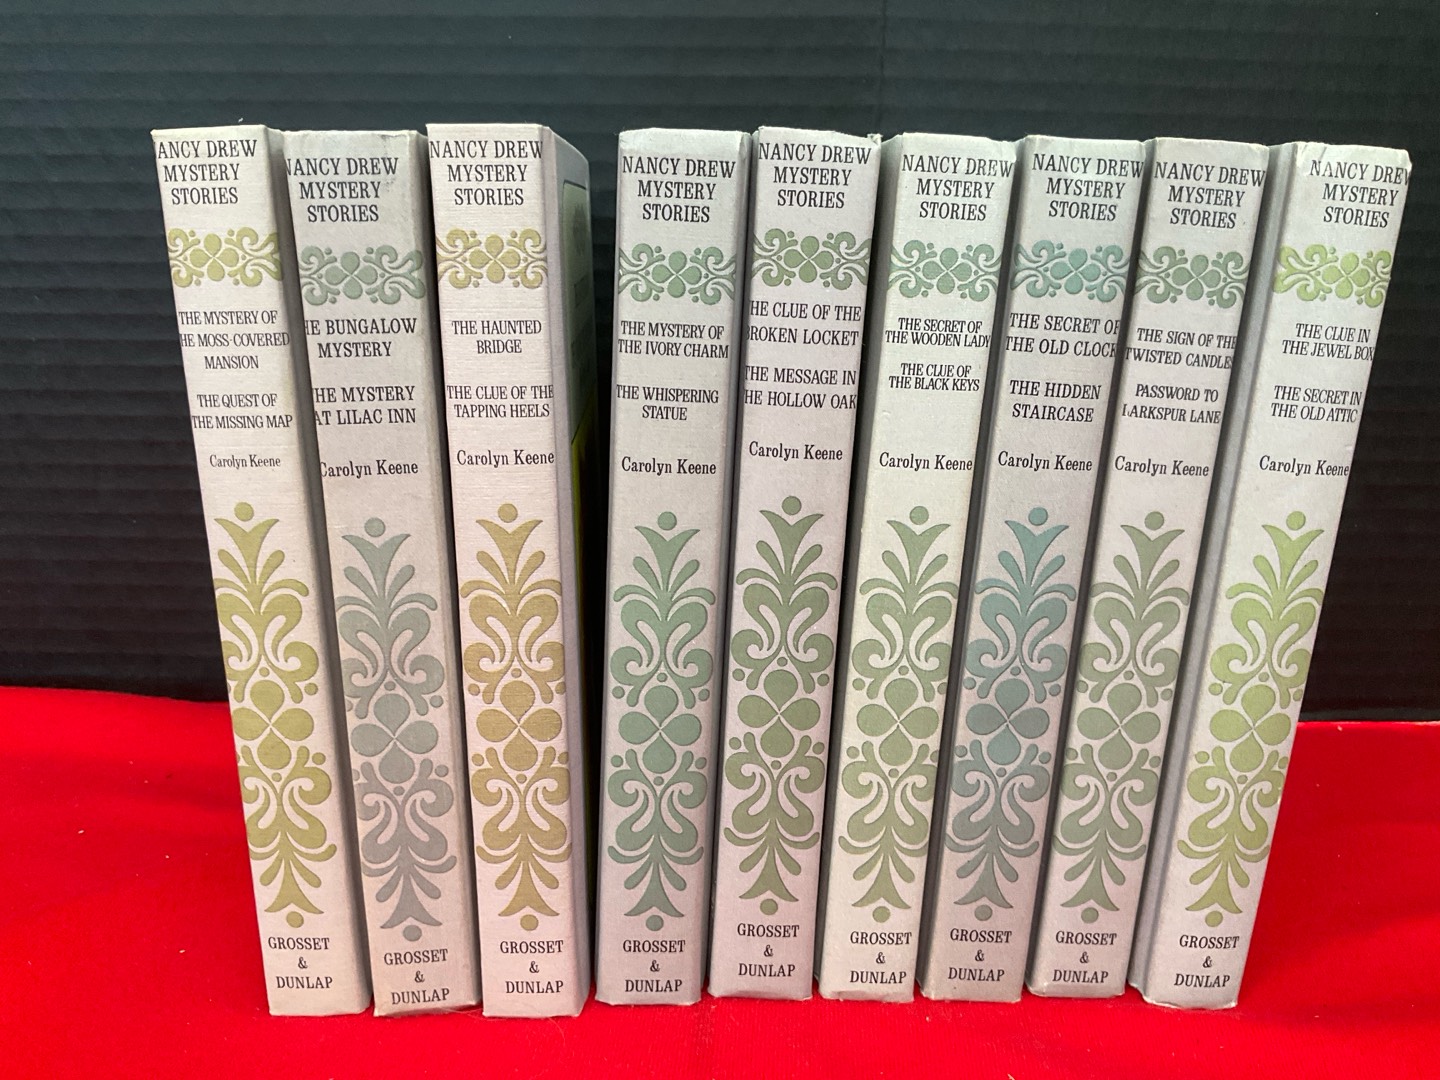 ANCY DREW
MYSTERY
STORIES
THE MYSTERY OF
HE MOSS-COVERED
MANSION
THE QUEST OF
THE MISSING MAP
Carolyn Keene
GROSSET
&
DUNLAP
NANCY DREW
MYSTERY
STORIES
HE BUNGALOW
MYSTERY
THE MYSTERY
AT LILAC INN
Carolyn Keene
GROSSET
&
DUNLAP
NANCY DREW
MYSTERY
STORIES
THE HAUNTED
BRIDGE
THE CLUE OF THE
TAPPING HEELS
Carolyn Keene
GROSSET
&
DUNLAP
NANCY DREW
MYSTERY
STORIES
THE MYSTERY OF
THE IVORY CHARM
THE WHISPERING
STATUE
Carolyn Keene
GROSSET
&
DUNLAP
NANCY DREW
MYSTERY
STORIES
HE CLUE OF THE
BROKEN LOCKET
THE MESSAGE IN
HE HOLLOW OAK
Carolyn Keene
GROSSET
&
DUNLAP
NANCY DREW
MYSTERY
STORIES
THE SECRET OF
THE WOODEN LADY
THE CLUE OF
THE BLACK KEYS
Carolyn Keene
GROSSET
&
DUNLAP
NANCY DREW
MYSTERY
STORIES
THE SECRET OF
THE OLD CLOCK
THE HIDDEN
STAIRCASE
Carolyn Keene
GROSSET
&
DUNLAP
NANCY DREW
MYSTERY
STORIES
THE SIGN OF THE
TWISTED CANDLES
PASSWORD TO
LARKSPUR LANE
Carolyn Keene
GROSSET
&
DUNLAP
NANCY DREW
MYSTERY
STORIES
THE CLUE IN
THE JEWEL BOX
THE SECRET IN
THE OLD ATTIC
Carolyn Keene
GROSSET
&
DUNLAP